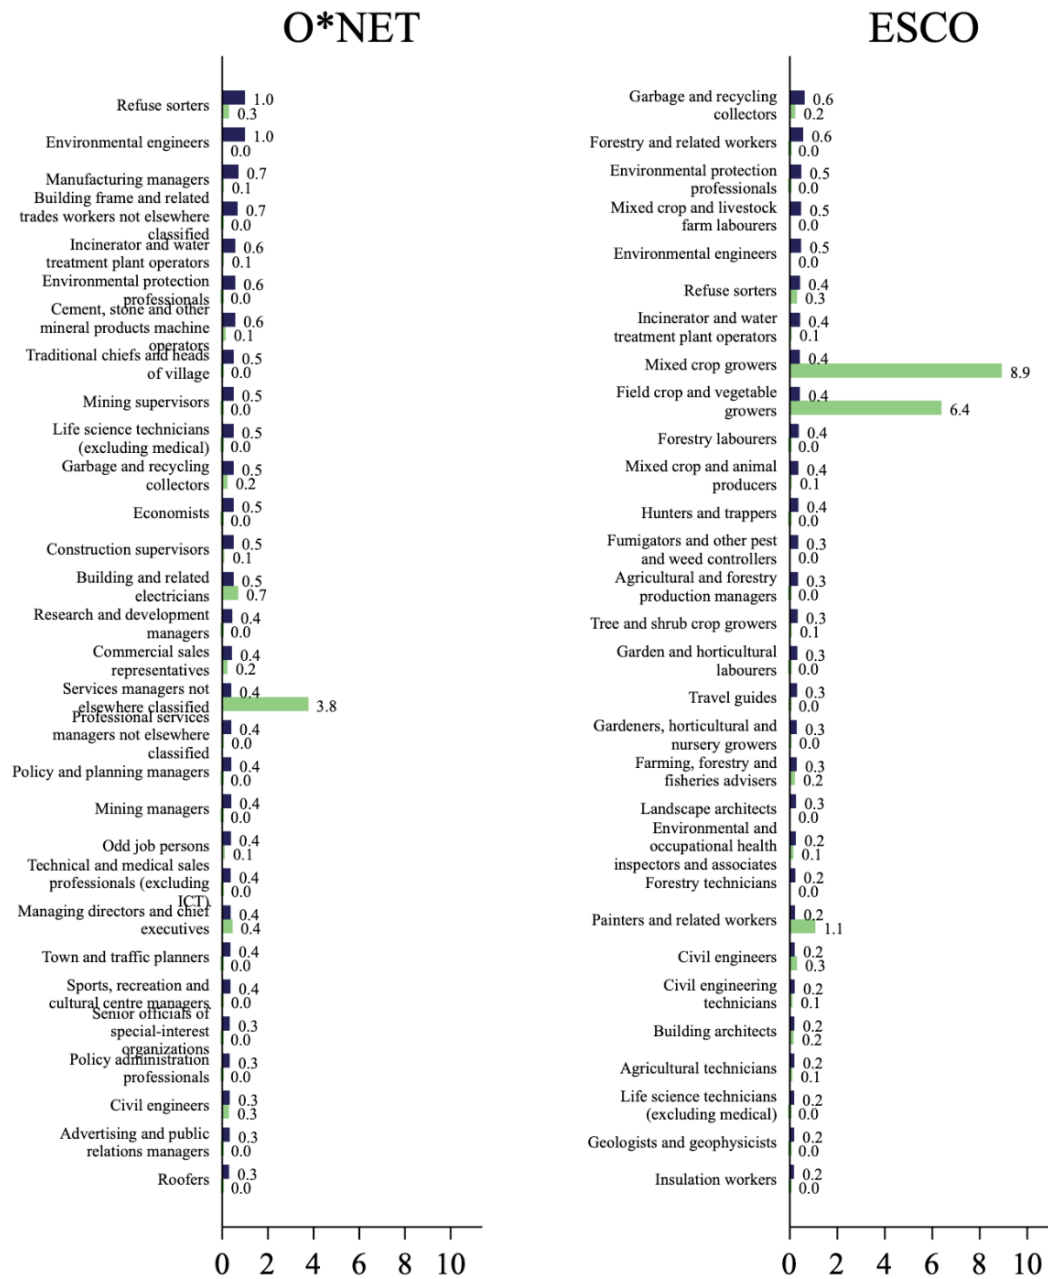 O*NET
Refuse sorters
1.0
0.3
Environmental engineers
1.0
0.0
Manufacturing managers
0.7
0.1
Building frame and related
trades workers not elsewhere
classified
0.7
0.0
Incinerator and water
treatment plant operators
0.6
0.1
Environmental protection
professionals
0.6
0.0
Cement, stone and other
mineral products machine
operators
0.6
0.1
Traditional chiefs and heads
of village
0.5
0.0
Mining supervisors
0.5
0.0
Life science technicians
(excluding medical)
0.5
0.0
Garbage and recycling
collectors
0.5
0.2
Economists
0.5
0.0
Construction supervisors
0.5
0.1
Building and related
electricians
0.5
0.7
Research and development
managers
0.4
0.0
Commercial sales
representatives
0.4
0.2
Services managers not
elsewhere classified
0.4
3.8
Professional services
managers not elsewhere
classified
0.4
0.0
Policy and planning managers
0.4
0.0
Mining managers
0.4
0.0
Odd job persons
0.4
0.1
Technical and medical sales
professionals (excluding
ICT)
0.4
0.0
Managing directors and chief
executives
0.4
0.4
Town and traffic planners
0.4
0.0
Sports, recreation and
cultural centre managers
0.4
0.0
Senior officials of
special-interest
organizations
0.3
0.0
Policy administration
professionals
0.3
0.0
Civil engineers
0.3
0.3
Advertising and public
relations managers
0.3
0.0
Roofers
0.3
0.0
0 2 4 6 8 10
ESCO
Garbage and recycling
collectors
0.6
0.2
Forestry and related workers
0.6
0.0
Environmental protection
professionals
0.5
0.0
Mixed crop and livestock
farm labourers
0.5
0.0
Environmental engineers
0.5
0.0
Refuse sorters
0.4
0.3
Incinerator and water
treatment plant operators
0.4
0.1
Mixed crop growers
0.4
8.9
Field crop and vegetable
growers
0.4
6.4
Forestry labourers
0.4
0.0
Mixed crop and animal
producers
0.4
0.1
Hunters and trappers
0.4
0.0
Fumigators and other pest
and weed controllers
0.3
0.0
Agricultural and forestry
production managers
0.3
0.0
Tree and shrub crop growers
0.3
0.1
Garden and horticultural
labourers
0.3
0.0
Travel guides
0.3
0.0
Gardeners, horticultural and
nursery growers
0.3
0.0
Farming, forestry and
fisheries advisers
0.3
0.2
Landscape architects
0.3
0.0
Environmental and
occupational health
inspectors and associates
0.2
0.1
Forestry technicians
0.2
0.0
Painters and related workers
0.2
1.1
Civil engineers
0.2
0.3
Civil engineering
technicians
0.2
0.1
Building architects
0.2
0.2
Agricultural technicians
0.2
0.1
Life science technicians
(excluding medical)
0.2
0.0
Geologists and geophysicists
0.2
0.0
Insulation workers
0.2
0.0
0 2 4 6 8 10